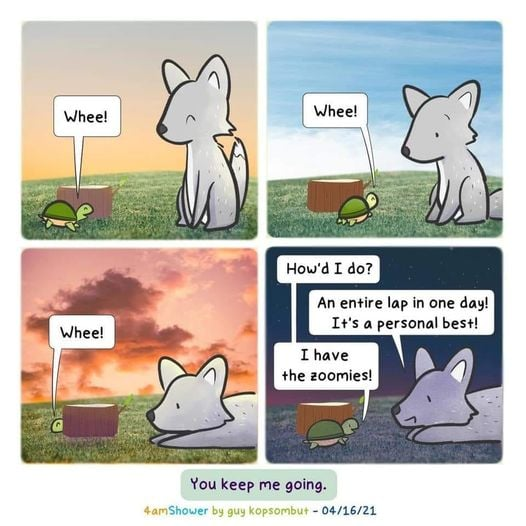 Whee!
Whee!
Whee!
How'd I do?
An entire lap in one day!
It's a personal best!
I have
the zoomies!
You keep me going.
4amShower by guy kopsombut - 04/16/21